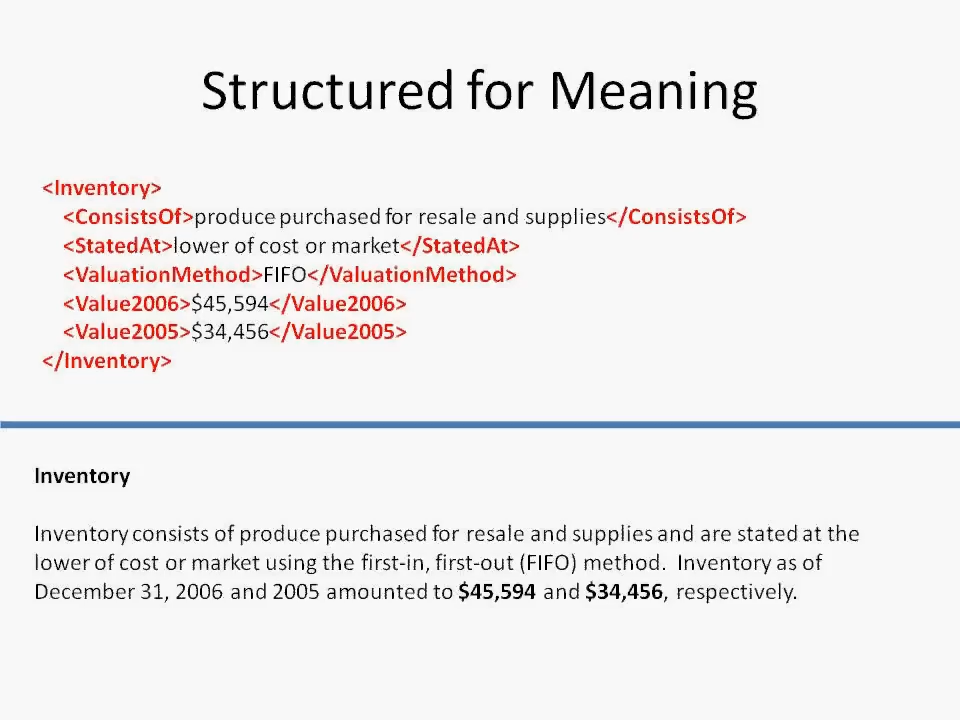 Structured for Meaning
<Inventory>
<ConsistsOf>produce purchased for resale and supplies</ConsistsOf>
<StatedAt>lower of cost or market</StatedAt>
<ValuationMethod>FIFO</ValuationMethod>
<Value2006>$45,594</Value2006>
<Value2005>$34,456</Value2005>
</Inventory>
Inventory
Inventory consists of produce purchased for resale and supplies and are stated at the
lower of cost or market using the first-in, first-out (FIFO) method.  Inventory as of
December 31, 2006 and 2005 amounted to $45,594 and $34,456, respectively.